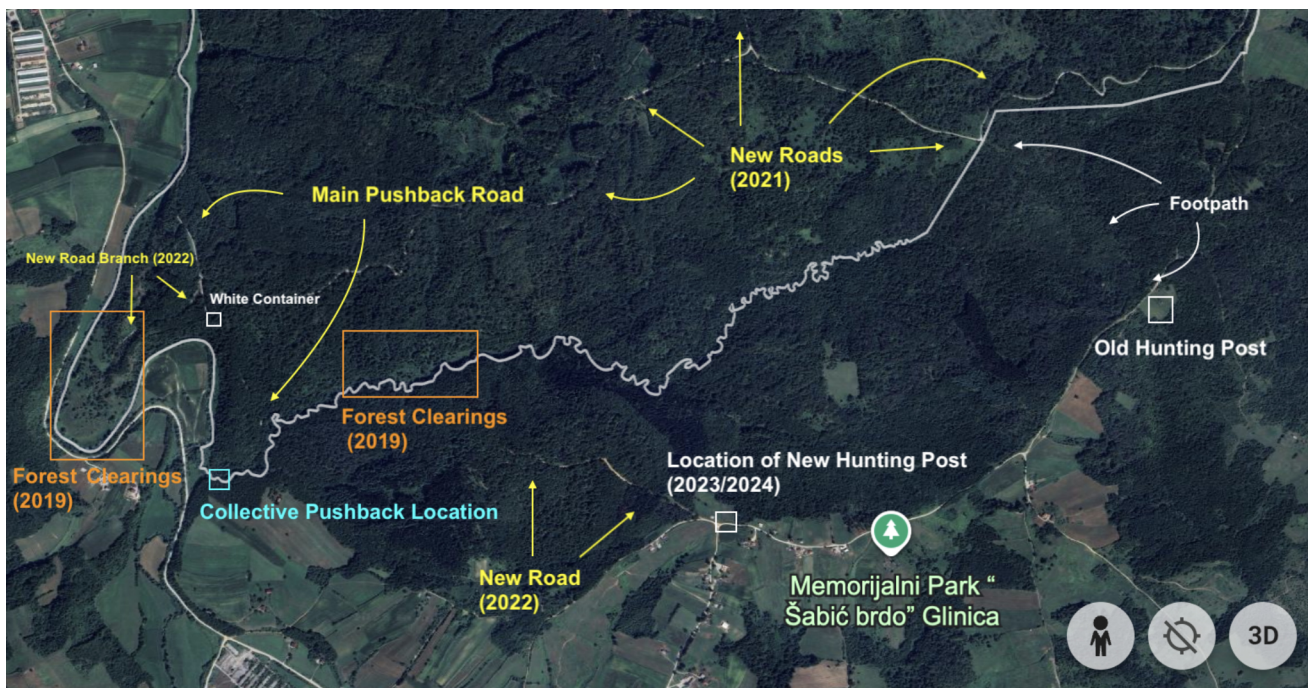 New Roads
(2021)
Main Pushback Road
Footpath
New Road Branch (2022)
White Container
Old Hunting Post
Forest Clearings
(2019)
Forest Clearings
(2019)
Location of New Hunting Post
(2023/2024)
Collective Pushback Location
New Road
(2022)
Memorijalni Park “
Šabić brdo” Glinica
3D